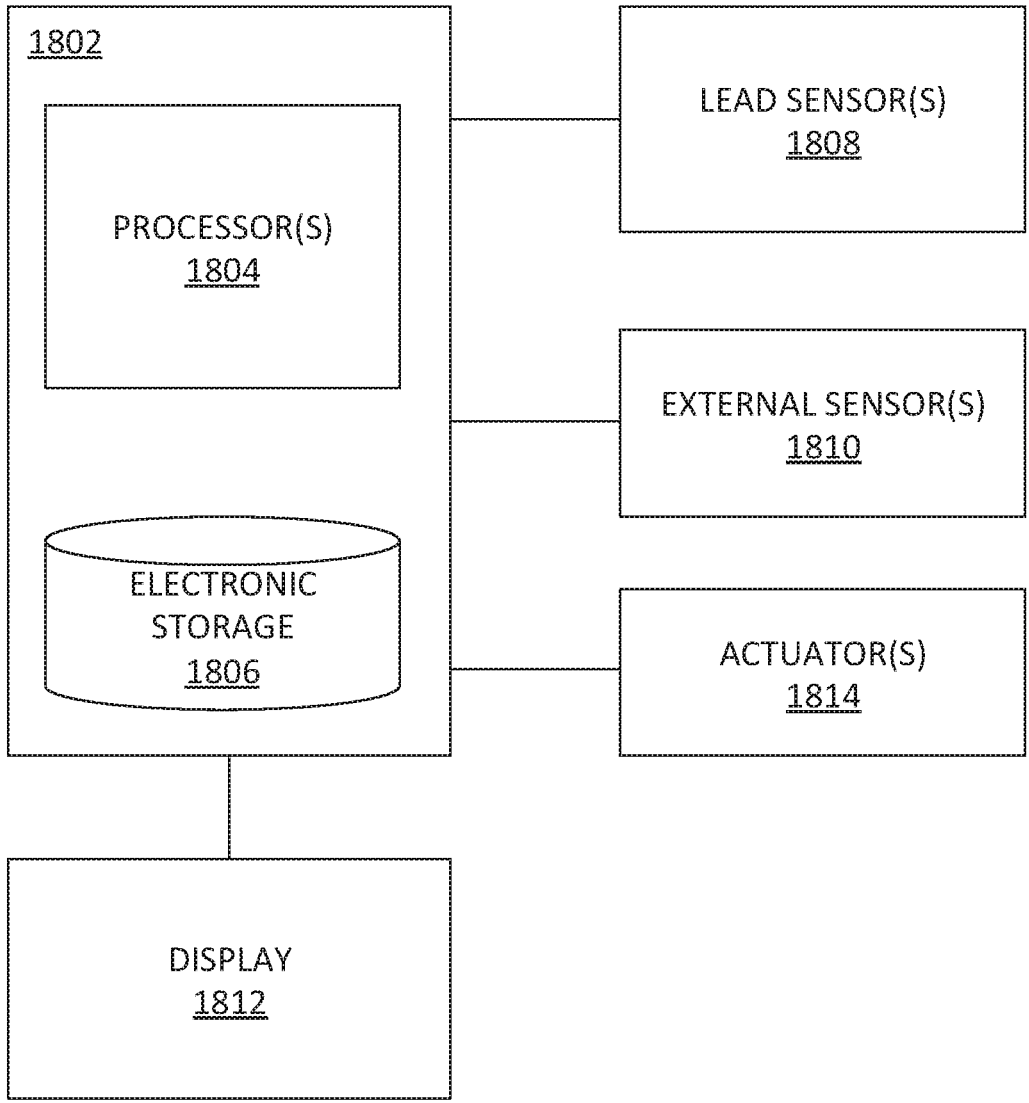 1802
PROCESSOR(S)
1804
ELECTRONIC
STORAGE
1806
LEAD SENSOR(S)
1808
EXTERNAL SENSOR(S)
1810
ACTUATOR(S)
1814
DISPLAY
1812